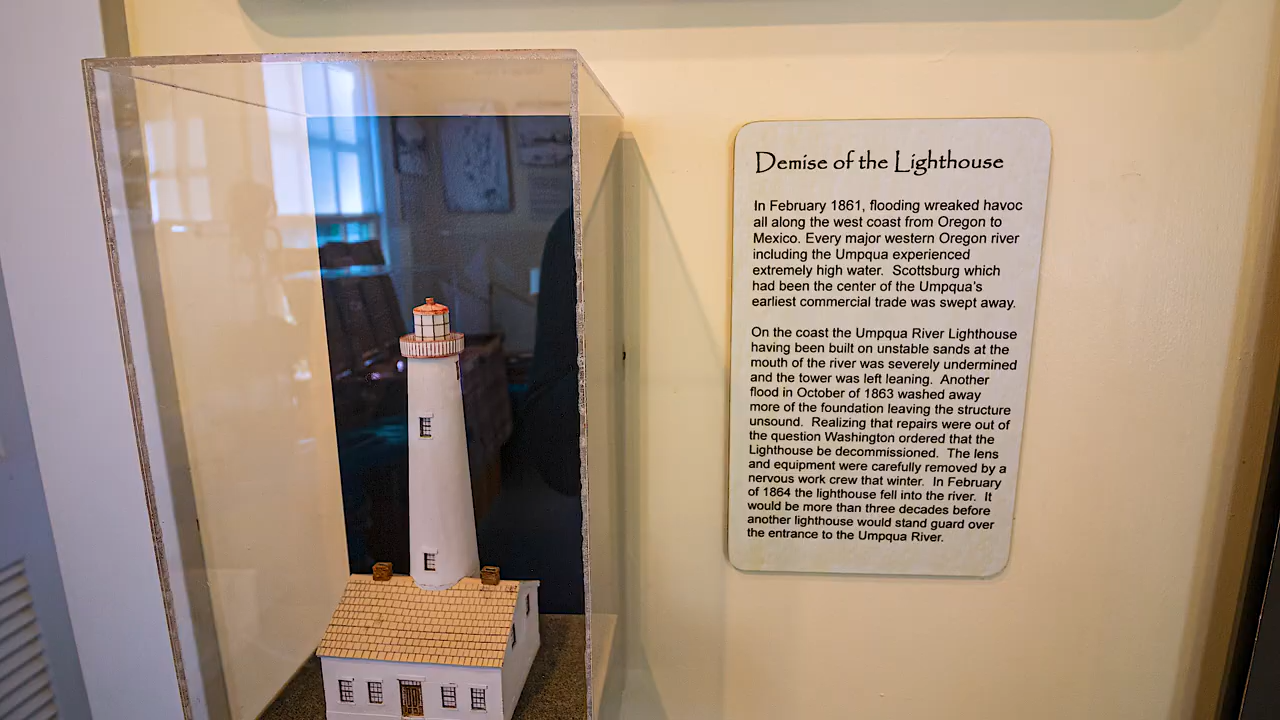 Demise of the Lighthouse
In February 1861, flooding wreaked havoc
all along the west coast from Oregon to
Mexico. Every major western Oregon river
including the Umpqua experienced
extremely high water.  Scottsburg which
had been the center of the Umpqua's
earliest commercial trade was swept away.
On the coast the Umpqua River Lighthouse
having been built on unstable sands at the
mouth of the river was severely undermined
and the tower was left leaning.  Another
flood in October of 1863 washed away
more of the foundation leaving the structure
unsound.  Realizing that repairs were out of
the question Washington ordered that the
Lighthouse be decommissioned.  The lens
and equipment were carefully removed by a
nervous work crew that winter.  In February
of 1864 the lighthouse fell into the river.  It
would be more than three decades before
another lighthouse would stand guard over
the entrance to the Umpqua River.